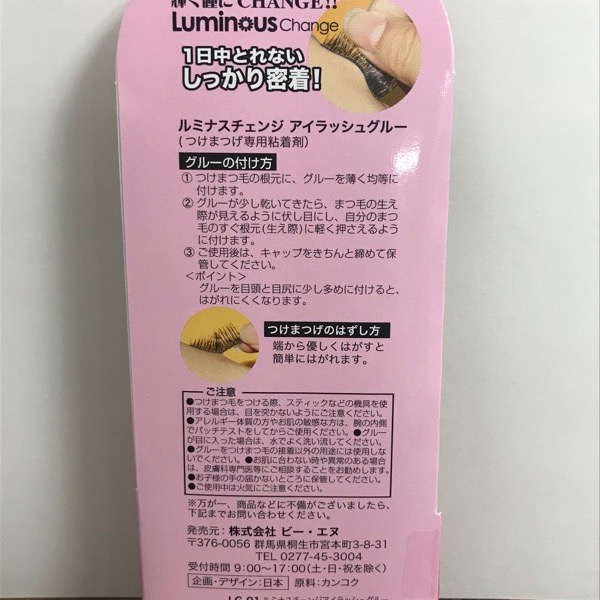 輝く瞳に CHANGE!!
Luminous Change
1日中とれない
しっかり密着!
ルミナスチェンジ アイラッシュグルー
(つけまつげ専用粘着剤)
グルーの付け方
① つけまつ毛の根元に、グルーを薄く均等に
付けます。
② グルーが少し乾いてきたら、まつ毛の生え
際が見えるように伏し目にし、自分のまつ
毛のすぐ根元(生え際)に軽く押さえるよう
に付けます。
③ ご使用後は、キャップをきちんと締めて保
管してください。
<ポイント>
グルーを目頭と目尻に少し多めに付けると、
はがれにくくなります。
つけまつげのはずし方
端から優しくはがすと
簡単にはがれます。
ご注意
●つけまつ毛をつける際、スティックなどの機具を使
用する場合は、目を突かないようにご注意ください。
●アレルギー体質の方やお肌の敏感な方は、腕の内側
でパッチテストをしてからご使用ください。●グルー
が目に入った場合は、水でよく洗い流してください。
●グルーをつけまつ毛の接着以外の用途には使用しな
いでください。●お肌に合わない時や異常のある場合
は、皮膚科専門医等にご相談することをお勧めします。
●お子様の手の届かないところに保管してください。
●ご使用中は火気にご注意ください。
※万が一、商品などに不備がございましたら、
下記までお問い合わせください。
発売元：株式会社 ビー・エヌ
〒376-0056 群馬県桐生市宮本町3-8-31
TEL 0277-45-3004
受付時間 9:00〜17:00(土・日・祝を除く)
企画・デザイン：日本 原料：カンコク
LG-01 ルミナスチェンジアイラッシュグルー